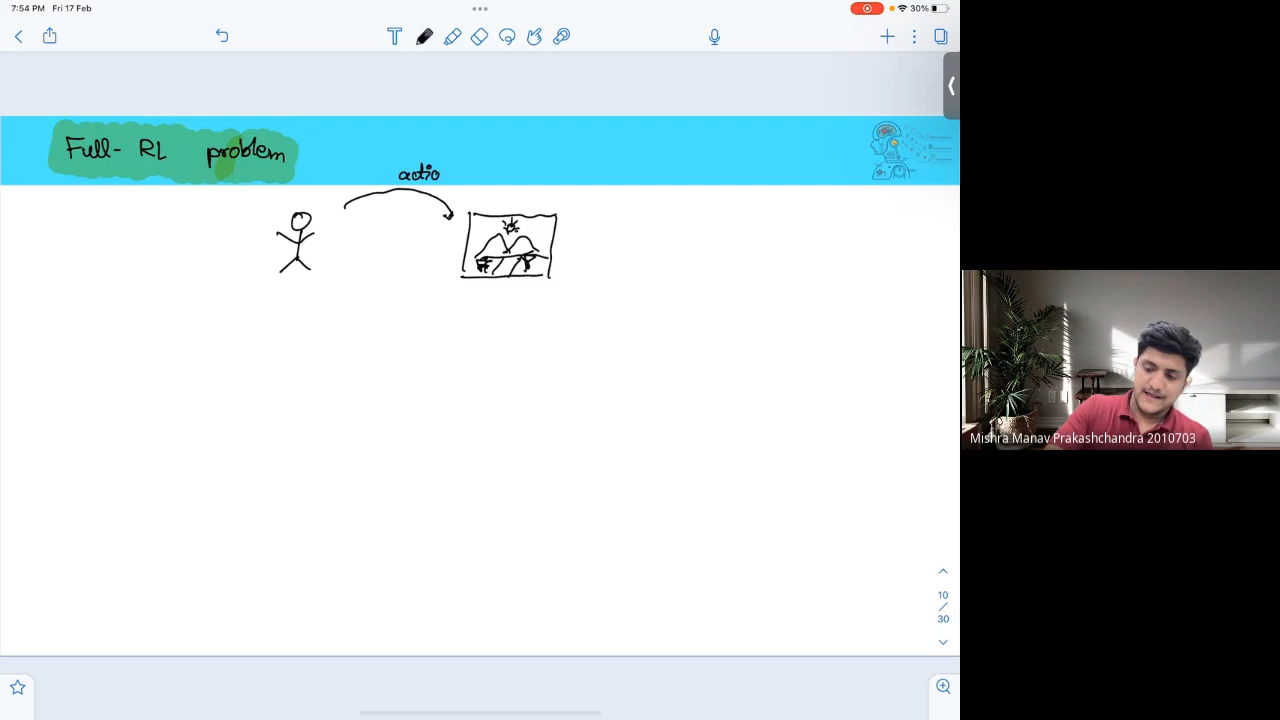 7:54 PM Fri 17 Feb
30%
T
Full- RL problem
actio
Mishra Manav Prakashchandra 2010703
10
/
30